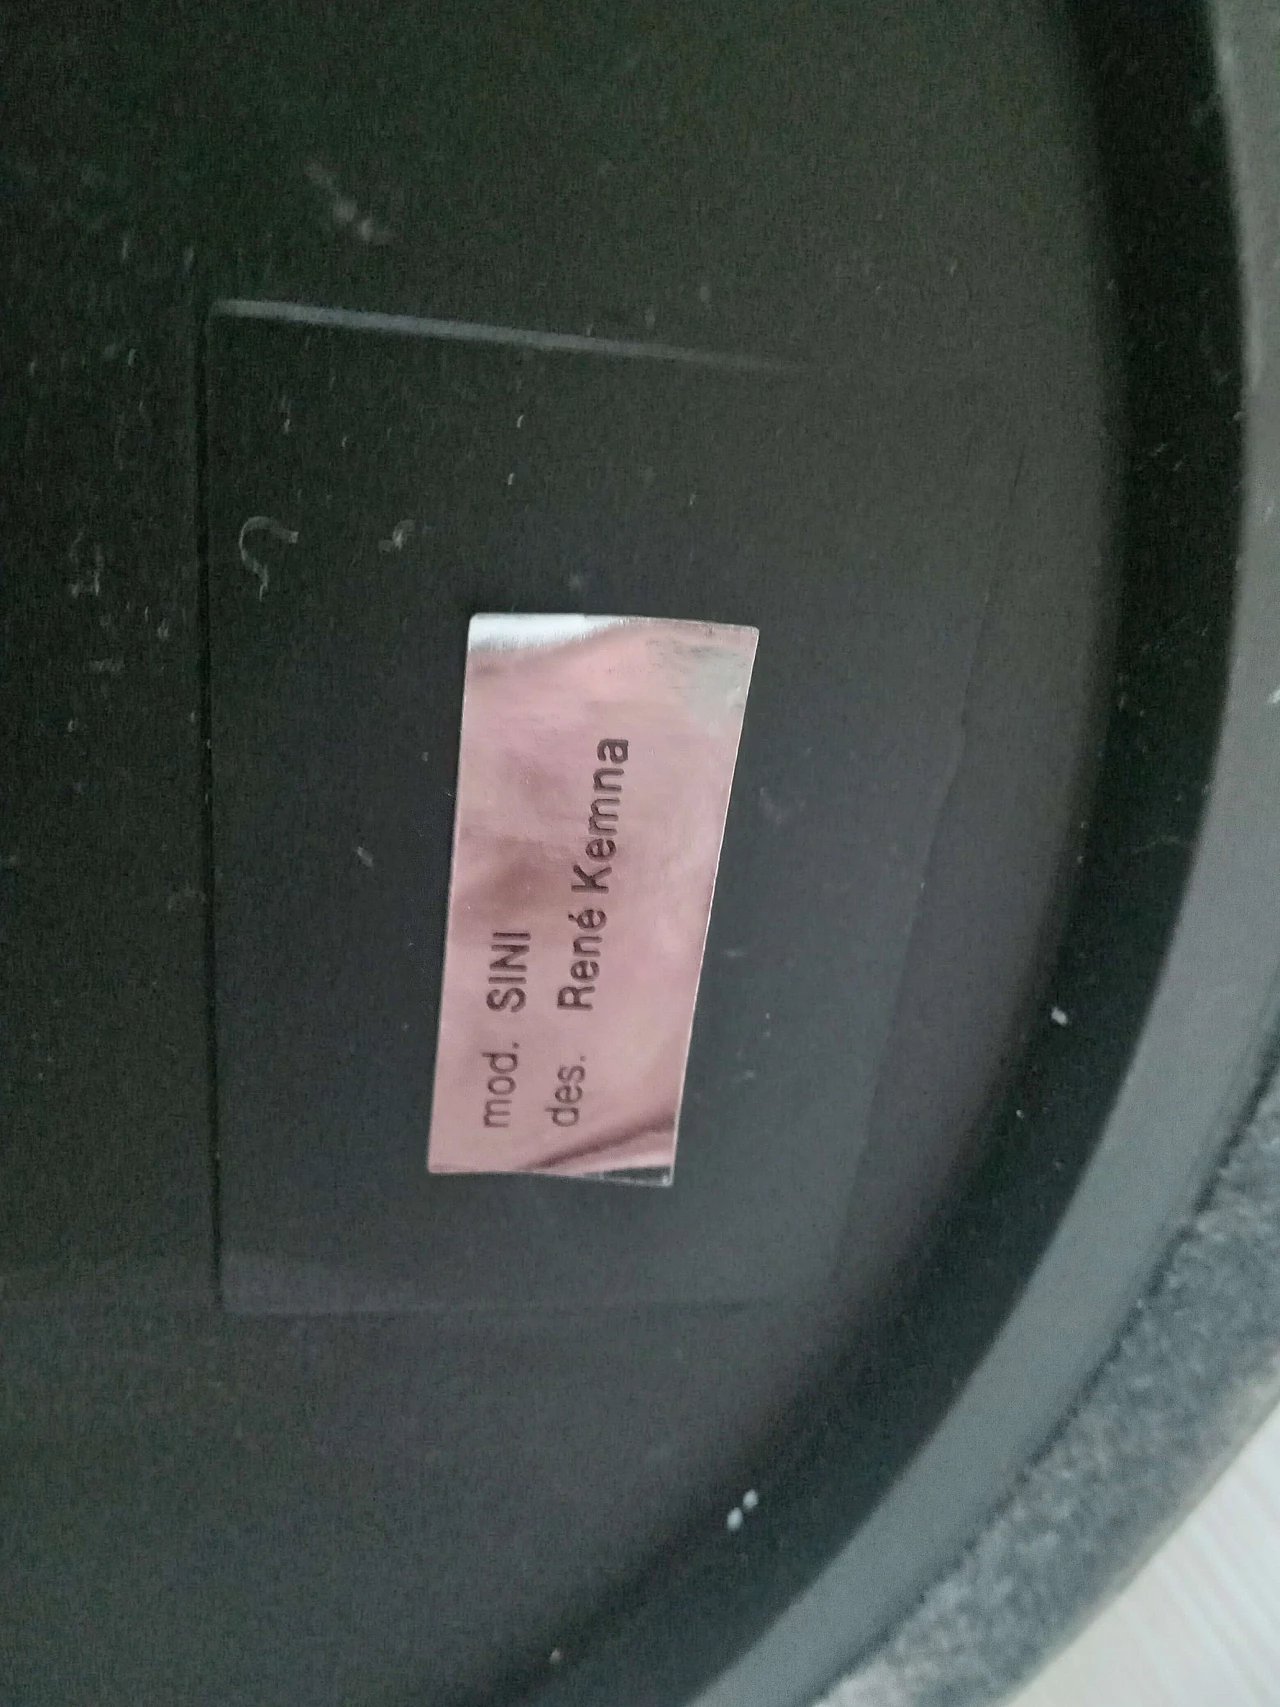 mod. SINI
des. René Kemna